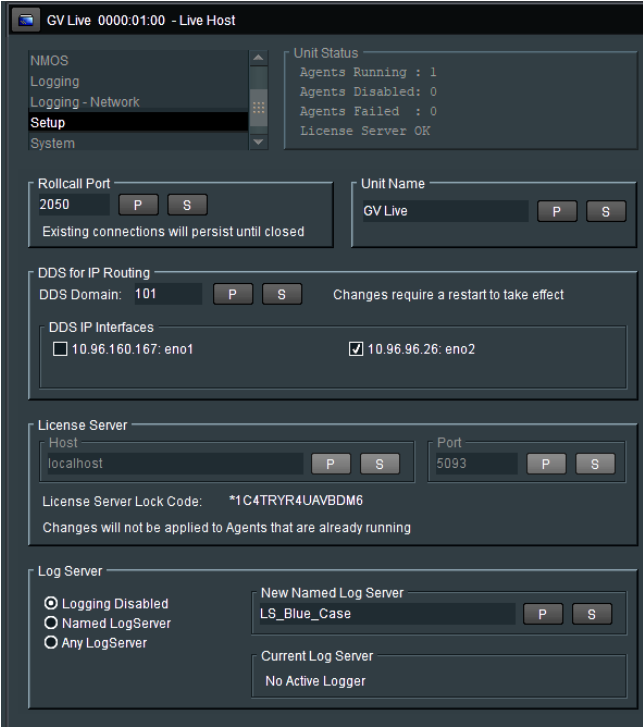 GV Live 0000:01:00 - Live Host
NMOS
Logging
Logging - Network
Setup
System
Unit Status
Agents Running : 1
Agents Disabled: 0
Agents Failed : 0
License Server OK
Rollcall Port
2050 P S
Existing connections will persist until closed
Unit Name
GV Live P S
DDS for IP Routing
DDS Domain: 101 P S Changes require a restart to take effect
DDS IP Interfaces
10.96.160.167: eno1 10.96.96.26: eno2
License Server
Host
localhost P S
Port
5093 P S
License Server Lock Code: *1C4TRYR4UAVBDM6
Changes will not be applied to Agents that are already running
Log Server
Logging Disabled
Named LogServer
Any LogServer
New Named Log Server
LS_Blue_Case P S
Current Log Server
No Active Logger